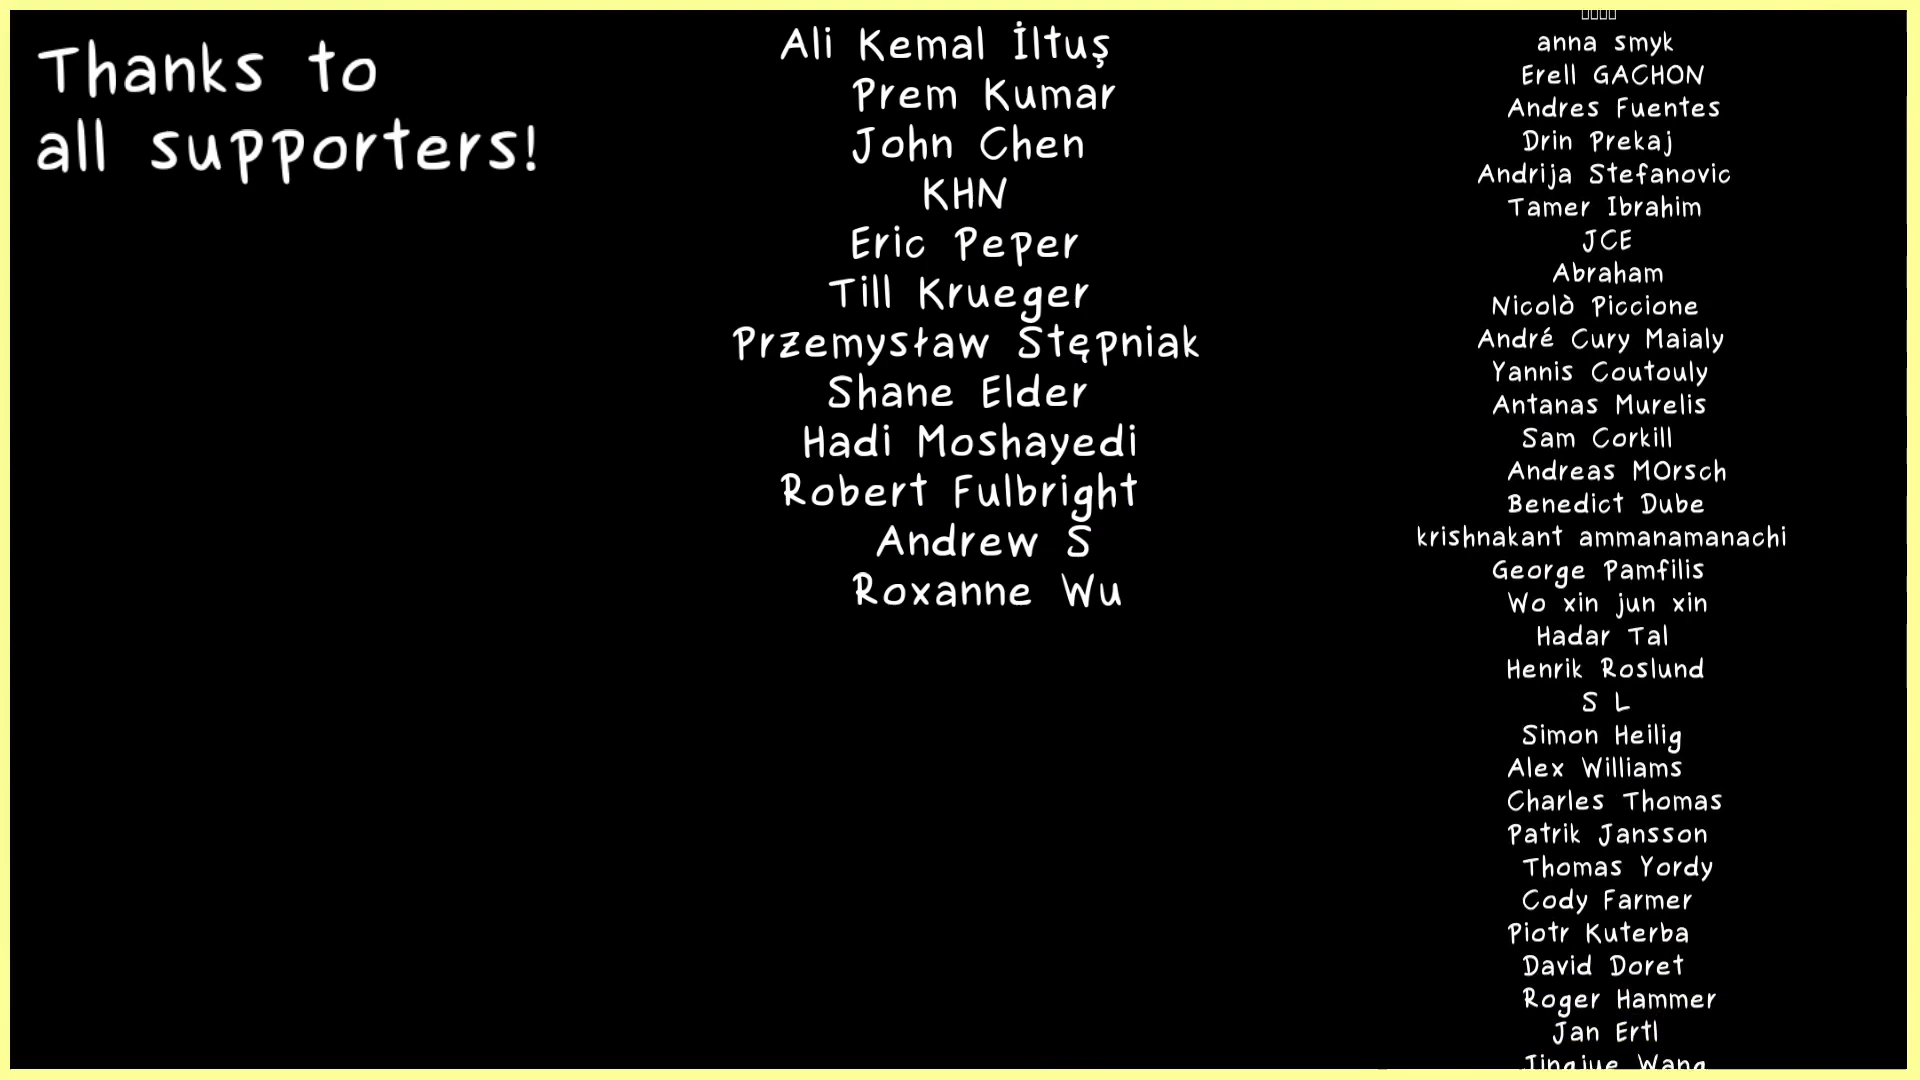 Thanks to
all supporters!
Ali Kemal İltuş
Prem Kumar
John Chen
KHN
Eric Peper
Till Krueger
Przemysław Stępniak
Shane Elder
Hadi Moshayedi
Robert Fulbright
Andrew S
Roxanne Wu
anna smyk
Erell GACHON
Andres Fuentes
Drin Prekaj
Andrija Stefanovic
Tamer Ibrahim
JCE
Abraham
Nicolò Piccione
André Cury Maialy
Yannis Coutouly
Antanas Murelis
Sam Corkill
Andreas MOrsch
Benedict Dube
krishnakant ammanamanachi
George Pamfilis
Wo xin jun xin
Hadar Tal
Henrik Roslund
S L
Simon Heilig
Alex Williams
Charles Thomas
Patrik Jansson
Thomas Yordy
Cody Farmer
Piotr Kuterba
David Doret
Roger Hammer
Jan Ertl
Jingjue Wang